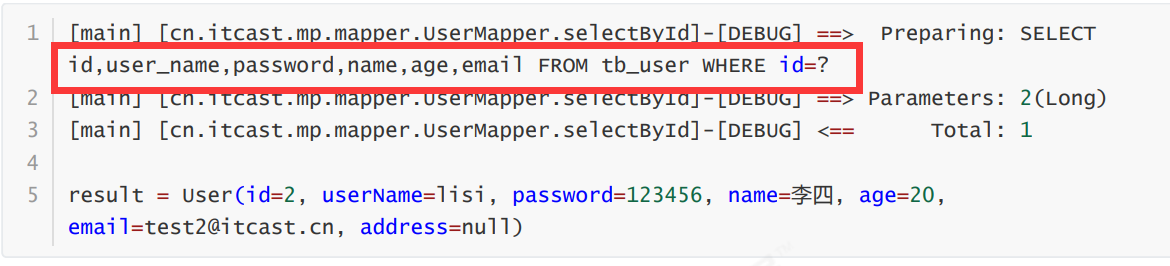 1 [main] [cn.itcast.mp.mapper.UserMapper.selectById]-[DEBUG] ==>  Preparing: SELECT
id,user_name,password,name,age,email FROM tb_user WHERE id=?
2 [main] [cn.itcast.mp.mapper.UserMapper.selectById]-[DEBUG] ==> Parameters: 2(Long)
3 [main] [cn.itcast.mp.mapper.UserMapper.selectById]-[DEBUG] <==      Total: 1
4
5 result = User(id=2, userName=lisi, password=123456, name=李四, age=20,
email=test2@itcast.cn, address=null)